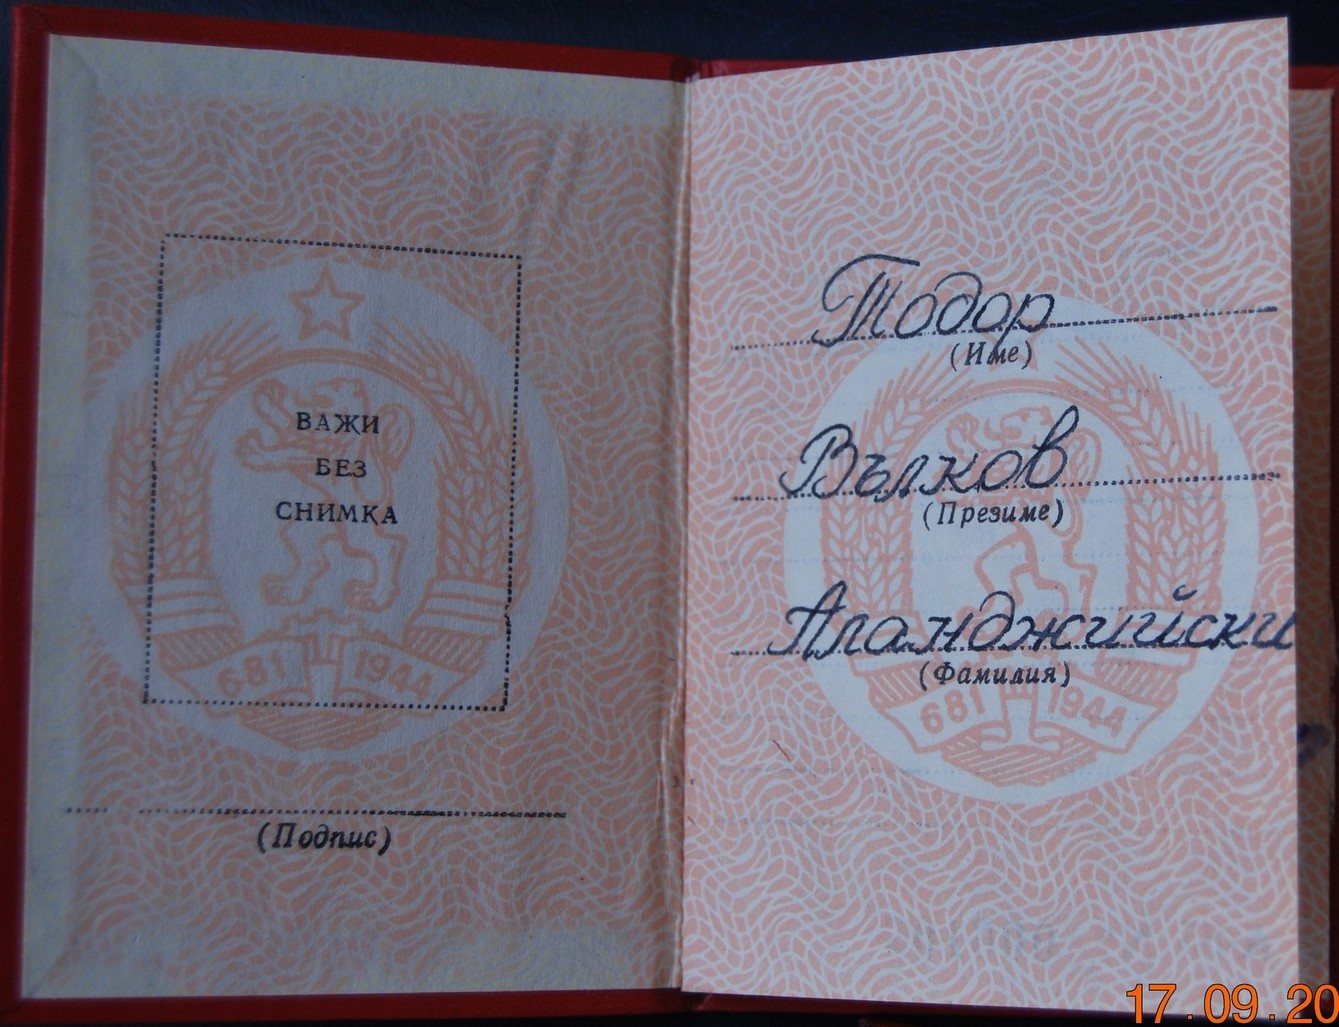 ВАЖИ
БЕЗ
СНИМКА
681 1944
(Подпис)
Тодор
(Име)
Вълков
(Презиме)
Аланджийски
(Фамилия)
681 1944
17.09.20